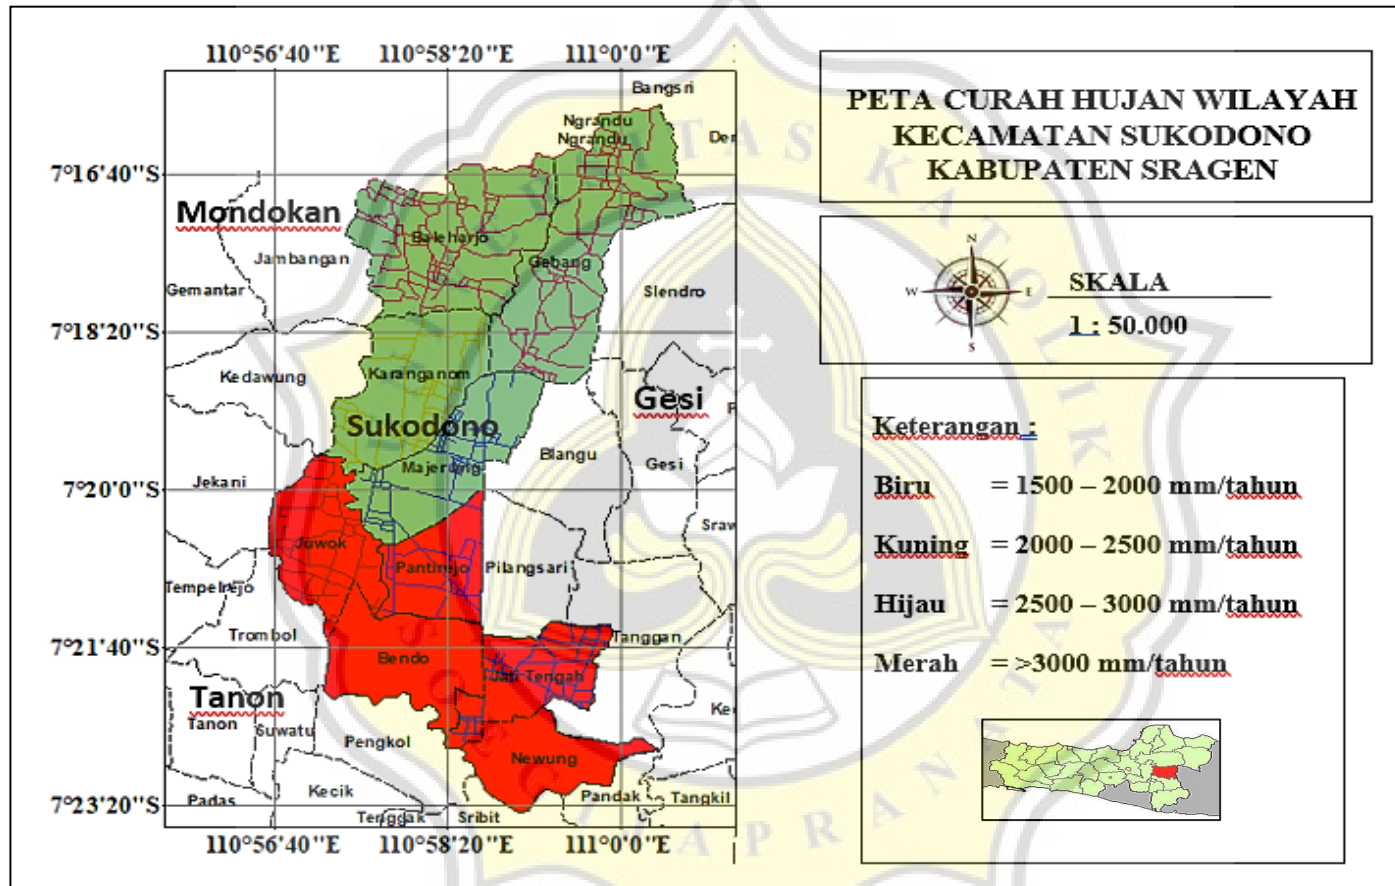 110°56'40"E 110°58'20"E 111°0'0"E
PETA CURAH HUJAN WILAYAH
KECAMATAN SUKODONO
KABUPATEN SRAGEN
Bangsri
Ngrandu
Ngrandu
7°16'40"S
Mondokan
Baleharjo
Jambangan
Gebang
Gemantar
Slendro
N
W E
S
SKALA
1 : 50.000
7°18'20"S
Kedawung
Karanganom
Gesi
Sukodono
Blangu
Majenang
Gesi
Jekani
7°20'0"S
Juwok
Pantirejo
Pilangsari
Tempelrejo
Trombol
Tanggan
7°21'40"S
Bendo
Jati Tengah
Tanon
Tanon
Suwatu
Pengkol
Newung
Kecik
Pandak
Tangkil
Padas
7°23'20"S
Tenggak
Sribit
110°56'40"E 110°58'20"E 111°0'0"E
Keterangan :
Biru = 1500 – 2000 mm/tahun
Kuning = 2000 – 2500 mm/tahun
Hijau = 2500 – 3000 mm/tahun
Merah = >3000 mm/tahun